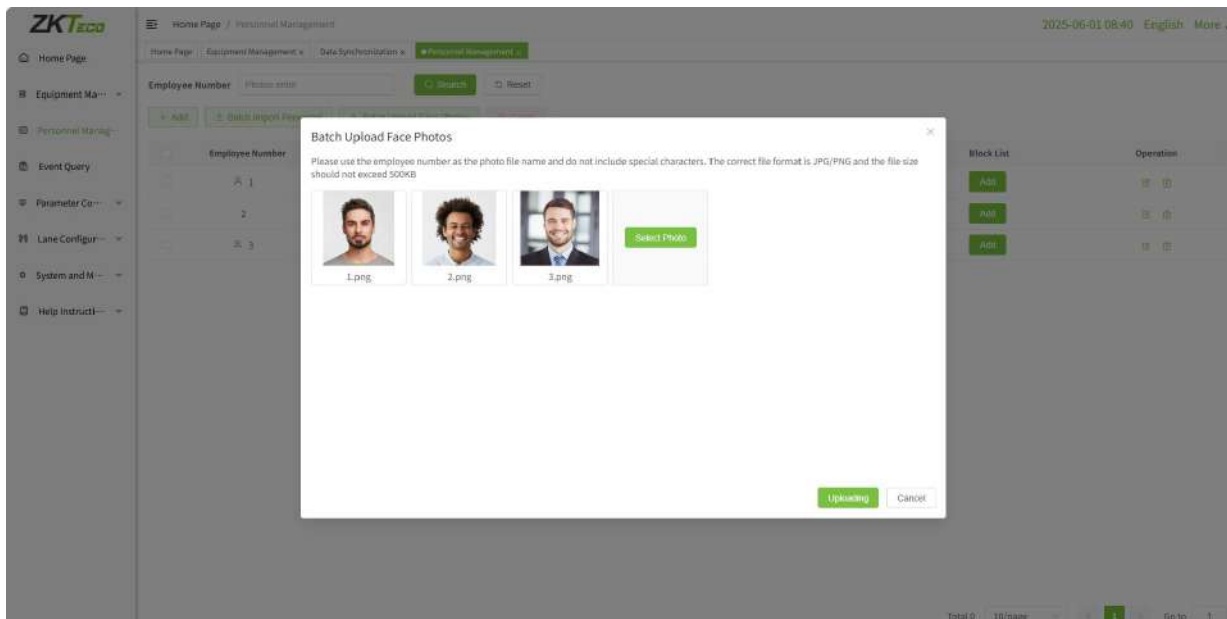 ZKTeco
Home Page / Personnel Management
2025-06-01 08:40 English More
Home Page
Equipment Management x
Data Synchronization x
Personnel Management
Home Page
Equipment Ma···
Personnel Manag···
Event Query
Parameter Co···
Lane Configur···
System and M···
Help Instructi···
Employee Number
Please enter
Search
Reset
+ Add
Batch Import
Employee Number
Block List
Operation
1
Add
2
Add
3
Add
Batch Upload Face Photos
Please use the employee number as the photo file name and do not include special characters. The correct file format is JPG/PNG and the file size
should not exceed 500KB
1.png
2.png
3.png
Select Photo
Uploading
Cancel
Total 0
10/page
1
Go to
1